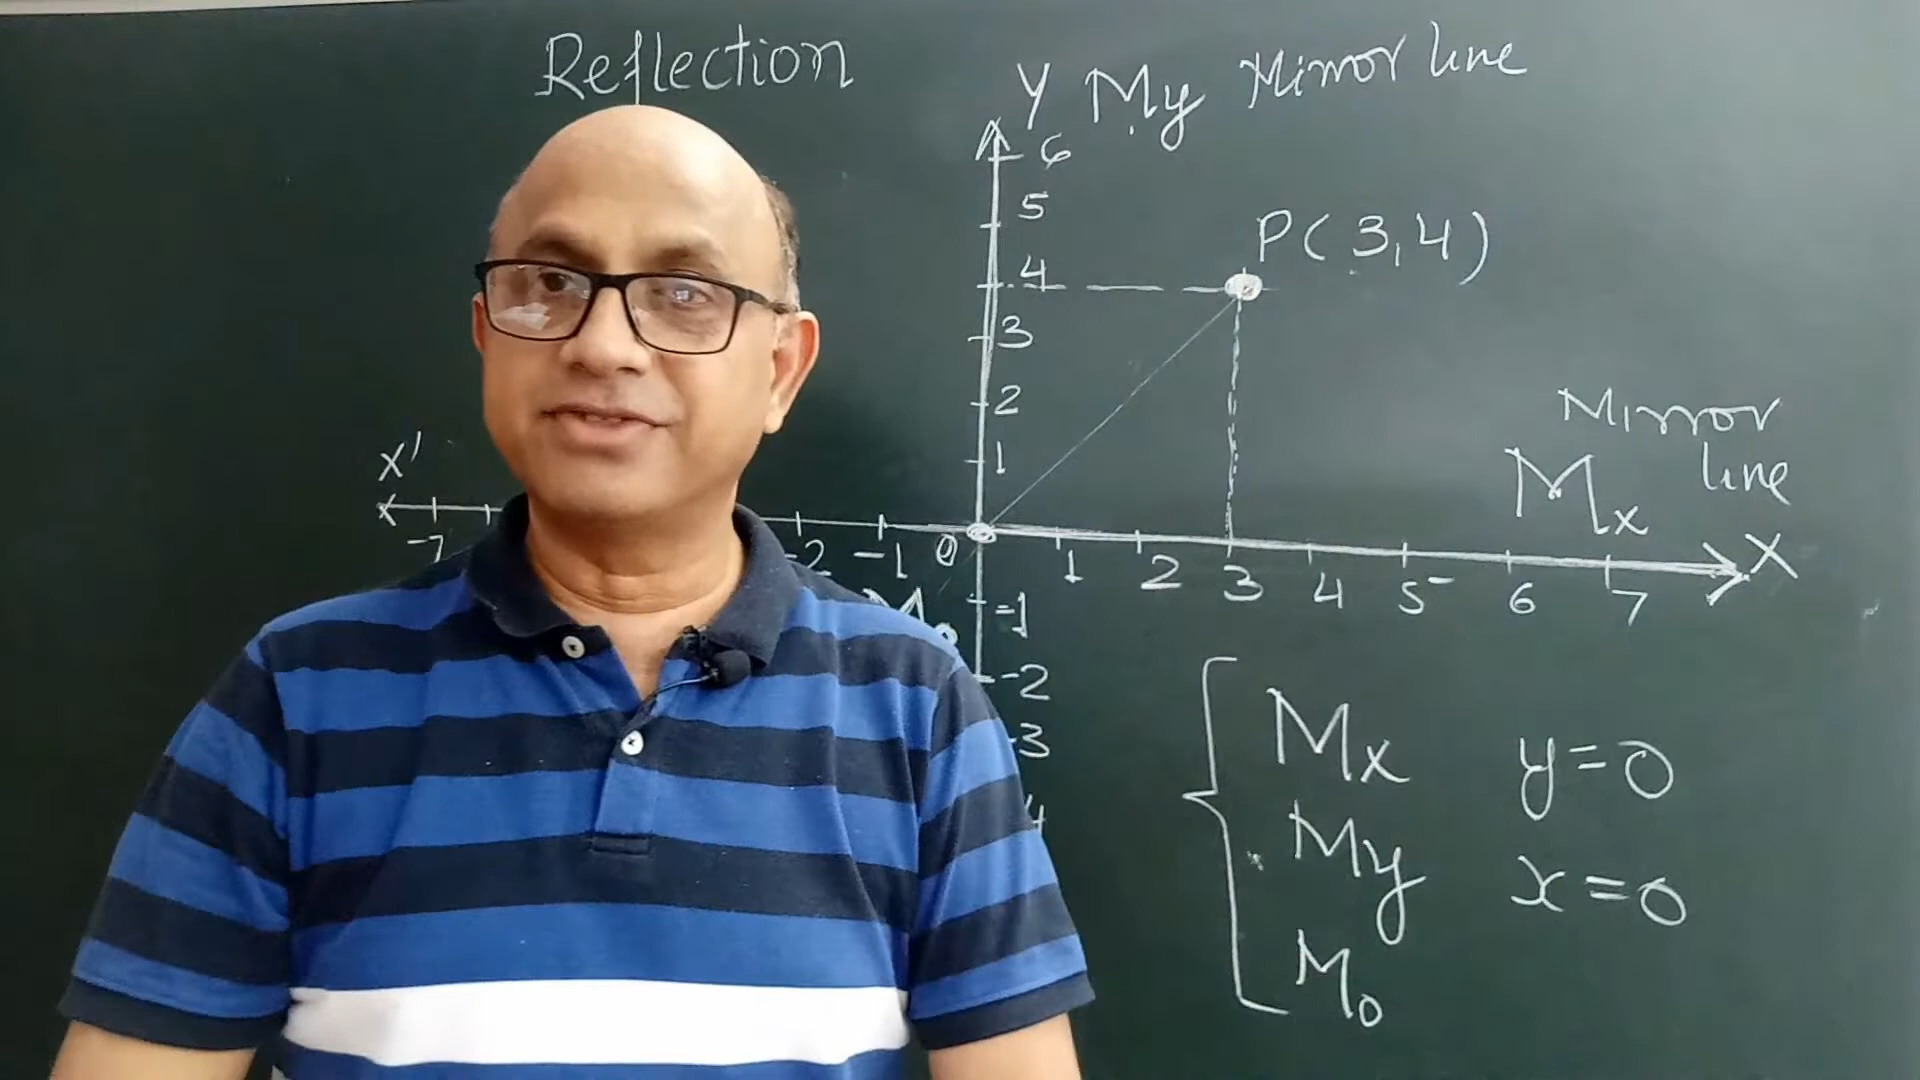 Reflection
Y My Mirror line
6
5
P(3,4)
4
3
2
1
Mirror
line
Mx
X'
X
-7 -2 -1 0 1 2 3 4 5 6 7
-1
-2
-3
Mx y=0
My x=0
Mo